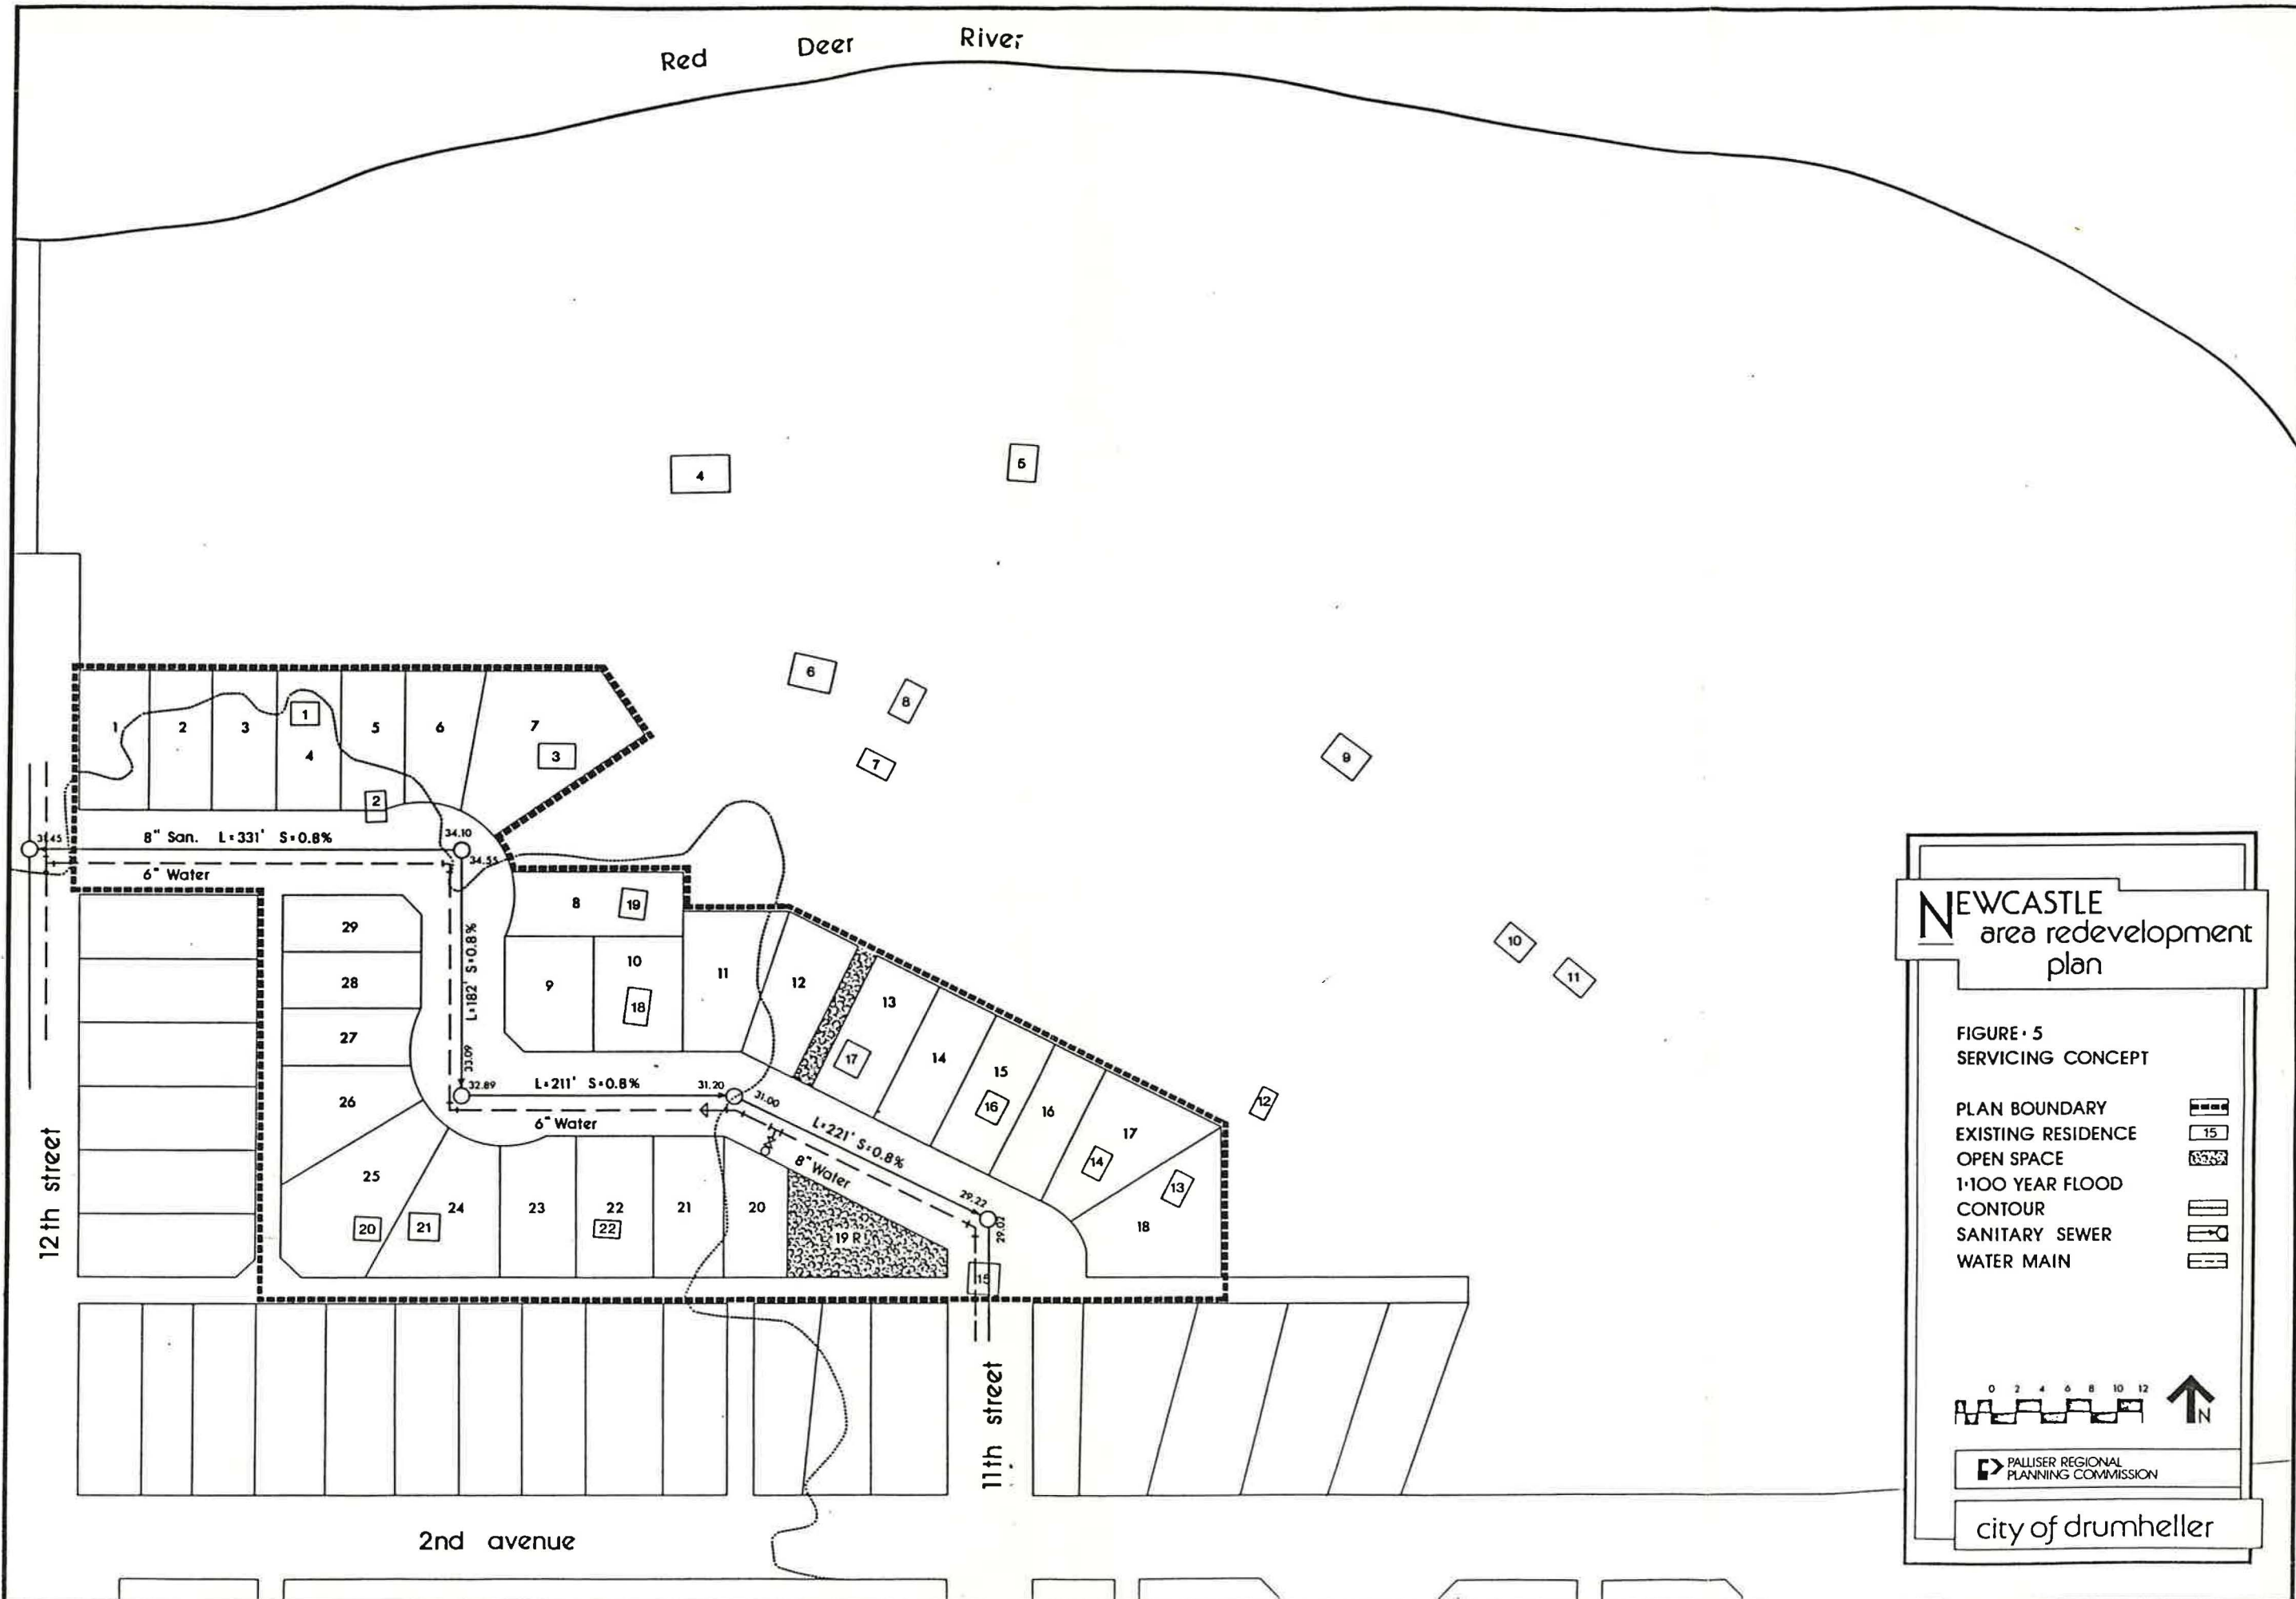 Red Deer River
4
5
6
8
7
9
10
11
12
1
2
3
1
4
5
2
6
7
3
31.45
8" San. L=331' S=0.8%
34.10
34.55
6" Water
8
19
9
10
18
11
12
13
17
14
15
16
16
17
14
13
18
L=182' S=0.8%
33.09
32.89
L=211' S=0.8%
31.20
31.00
6" Water
L=221' S=0.8%
8" Water
29.22
29.02
29
28
27
26
25
20
21
24
23
22
22
21
20
19 R
15
12th street
11th street
2nd avenue
NEWCASTLE
area redevelopment
plan
FIGURE·5
SERVICING CONCEPT
PLAN BOUNDARY
EXISTING RESIDENCE 15
OPEN SPACE
1·100 YEAR FLOOD
CONTOUR
SANITARY SEWER
WATER MAIN
0 2 4 6 8 10 12
N
PALLISER REGIONAL
PLANNING COMMISSION
city of drumheller